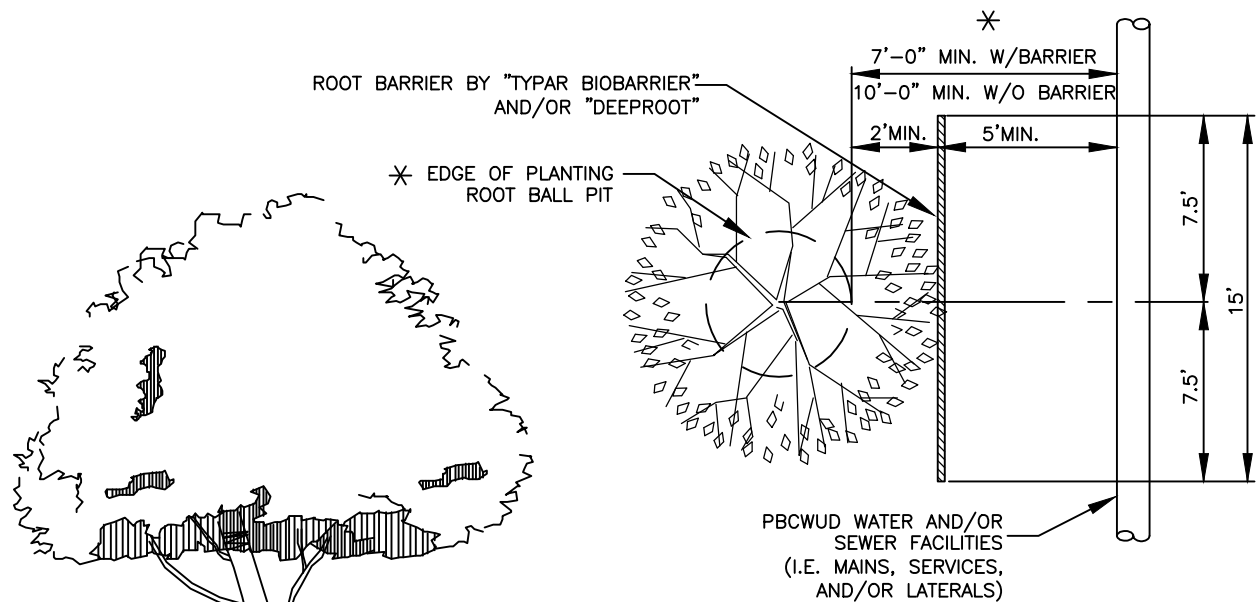 *
7'-0" MIN. W/BARRIER
ROOT BARRIER BY "TYPAR BIOBARRIER"
AND/OR "DEEPROOT"
10'-0" MIN. W/O BARRIER
2'MIN.
5'MIN.
* EDGE OF PLANTING
ROOT BALL PIT
7.5'
15'
7.5'
PBCWUD WATER AND/OR
SEWER FACILITIES
(I.E. MAINS, SERVICES,
AND/OR LATERALS)